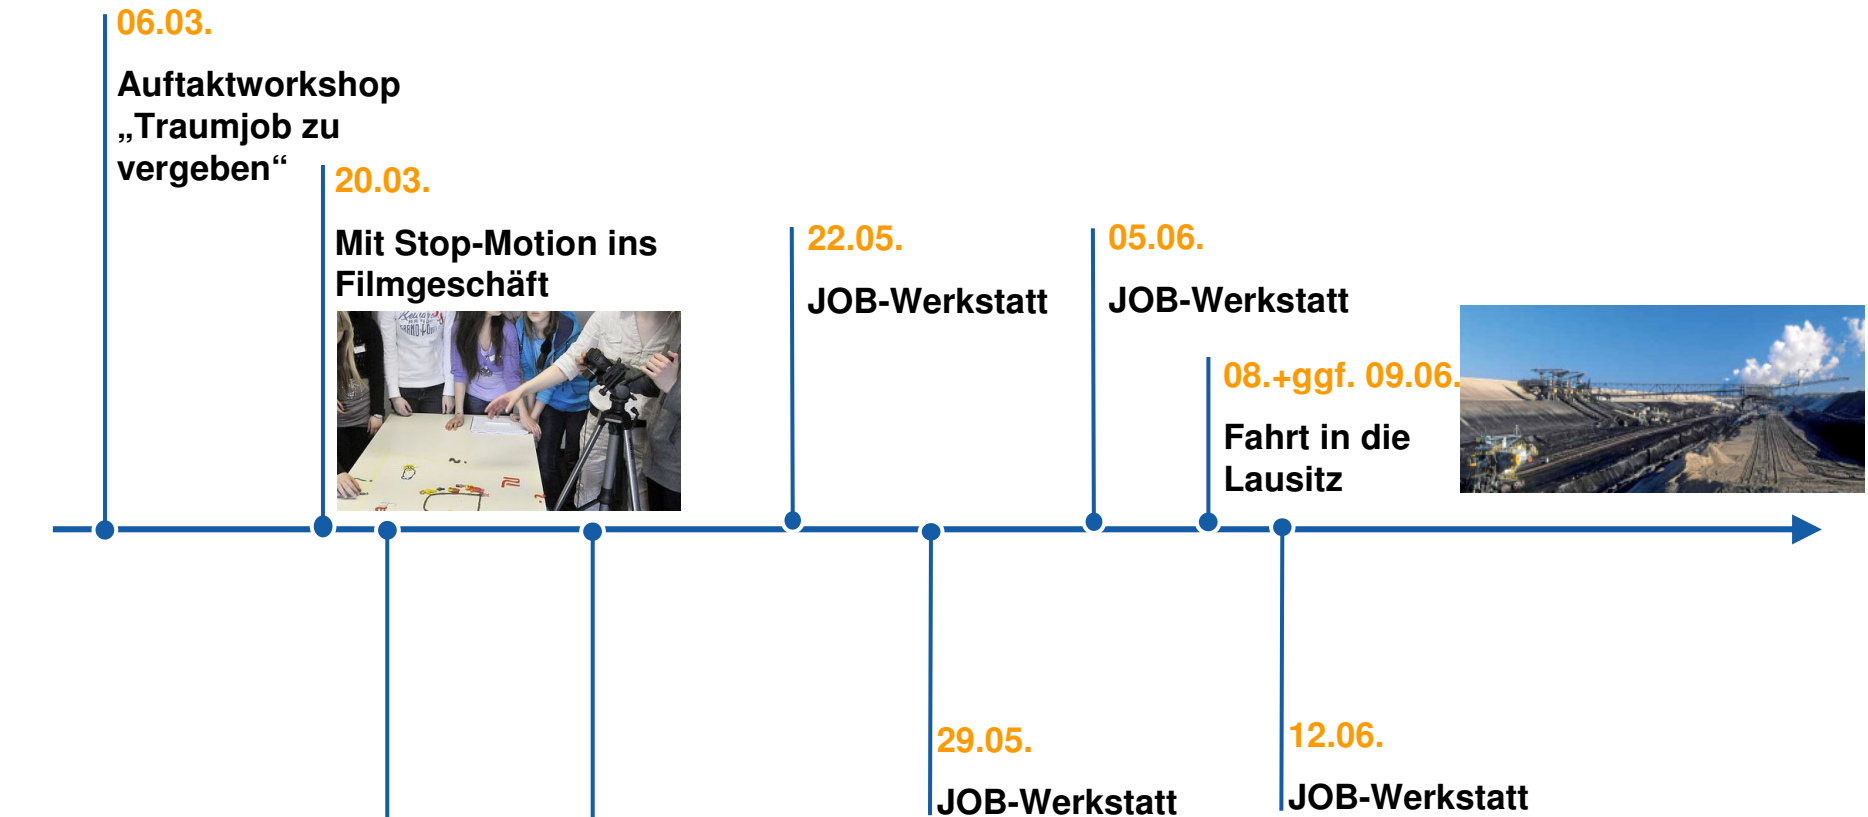 06.03.
Auftaktworkshop
„Traumjob zu
vergeben“
20.03.
Mit Stop-Motion ins
Filmgeschäft
22.05.
JOB-Werkstatt
05.06.
JOB-Werkstatt
08.+ggf. 09.06.
Fahrt in die
Lausitz
29.05.
JOB-Werkstatt
12.06.
JOB-Werkstatt